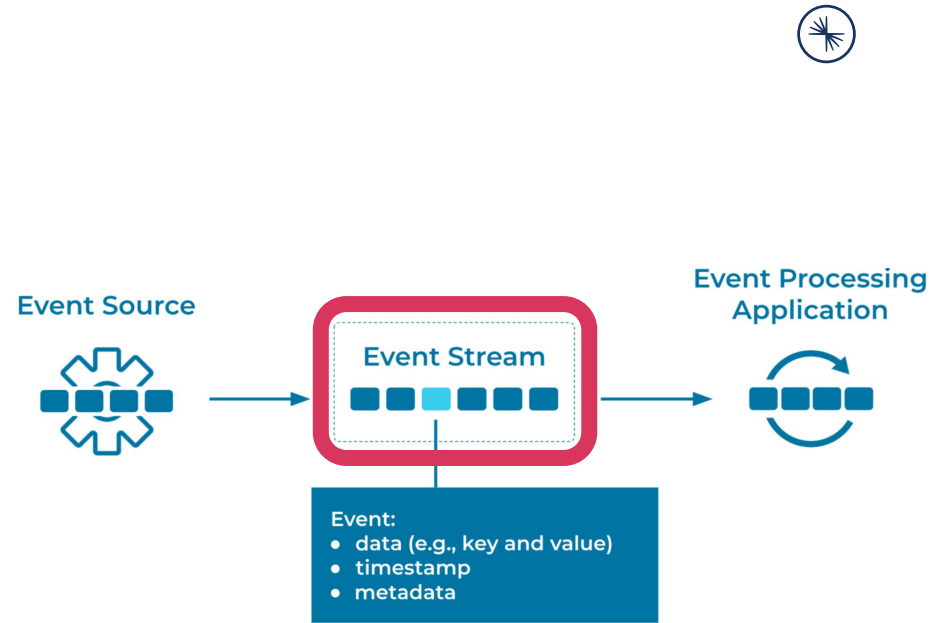 Event Source
Event Stream
Event Processing
Application
Event:
● data (e.g., key and value)
● timestamp
● metadata